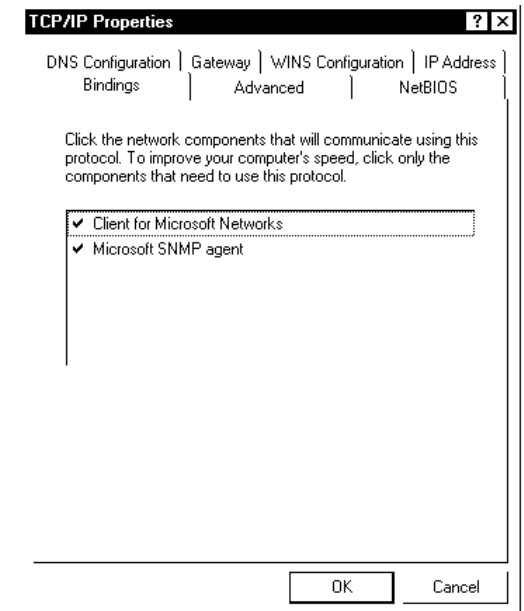 TCP/IP Properties ? ×
DNS Configuration Gateway WINS Configuration IP Address
Bindings Advanced NetBIOS
Click the network components that will communicate using this
protocol. To improve your computer's speed, click only the
components that need to use this protocol.
Client for Microsoft Networks
Microsoft SNMP agent
OK Cancel